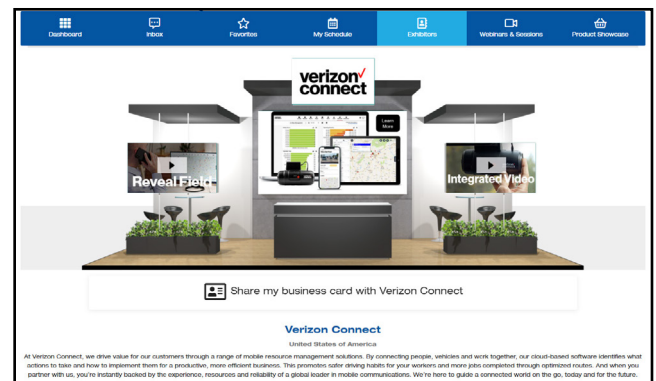 Dashboard
Inbox
Favorites
My Schedule
Exhibitors
Webinars & Sessions
Product Showcase
verizon
connect
Learn
More
Reveal Field
Integrated Video
Share my business card with Verizon Connect
Verizon Connect
United States of America
At Verizon Connect, we drive value for our customers through a range of mobile resource management solutions. By connecting people, vehicles and work together, our cloud-based software identifies what
actions to take and how to implement them for a productive, more efficient business. This promotes safer driving habits for your workers and more jobs completed through optimized routes. And when you
partner with us, you're instantly backed by the experience, resources and reliability of a global leader in mobile communications. We're here to guide a connected world on the go, today and for the future.